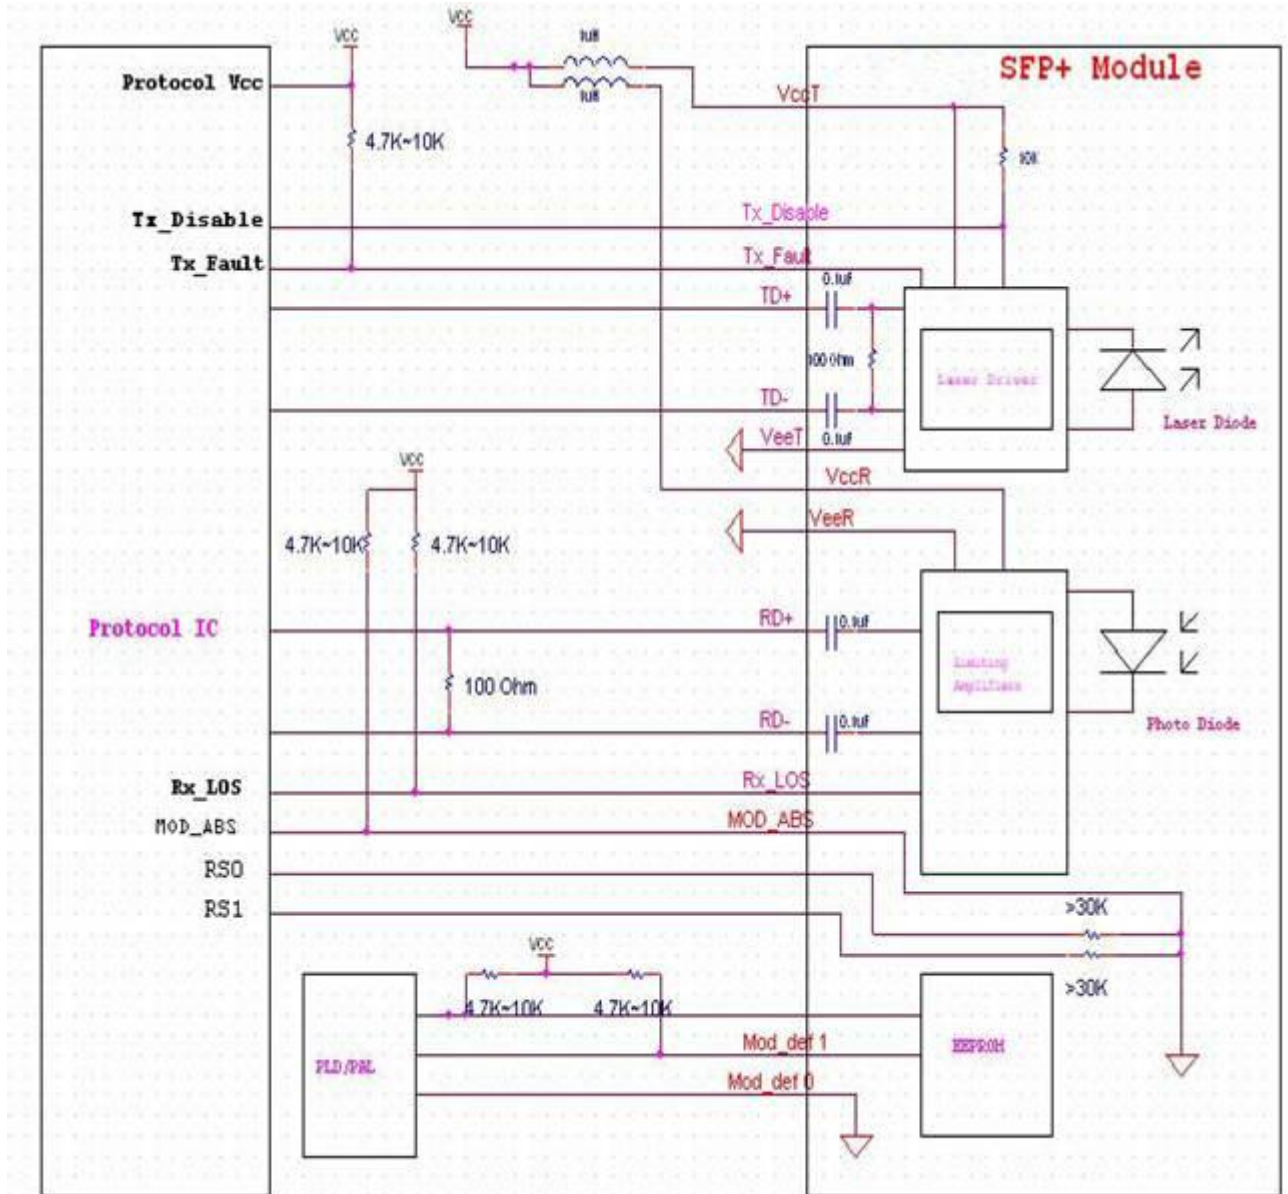 Vcc
1uH
Vcc
SFP+ Module
Protocol Vcc
1uH
VccT
4.7K~10K
10K
Tx_Disable
Tx_Disable
Tx_Fault
Tx_Fault
0.1uf
TD+
100 Ohm
Laser Driver
TD-
Laser Diode
VeeT
0.1uf
Vcc
VccR
VeeR
4.7K~10K
4.7K~10K
Protocol IC
RD+
0.1uf
Limiting
Amplifiers
100 Ohm
RD-
0.1uf
Photo Diode
Rx_LOS
Rx_LOS
MOD_ABS
MOD_ABS
RS0
RS1
>30K
Vcc
>30K
4.7K~10K
4.7K~10K
Mod_def 1
EEPROM
PLD/PAL
Mod_def 0